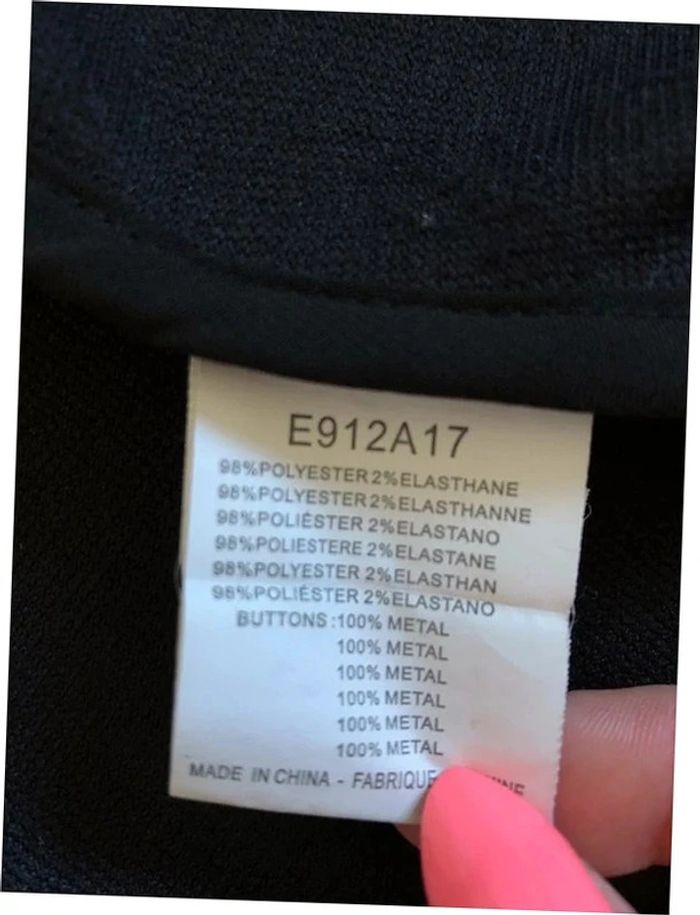 E912A17
98%POLYESTER 2%ELASTHANE
98%POLYESTER 2%ELASTHANNE
98%POLIÉSTER 2%ELASTANO
98%POLIESTERE 2%ELASTANE
98%POLYESTER 2%ELASTHAN
98%POLIÉSTER 2%ELASTANO
BUTTONS:100% METAL
100% METAL
100% METAL
100% METAL
100% METAL
100% METAL
MADE IN CHINA - FABRIQUE